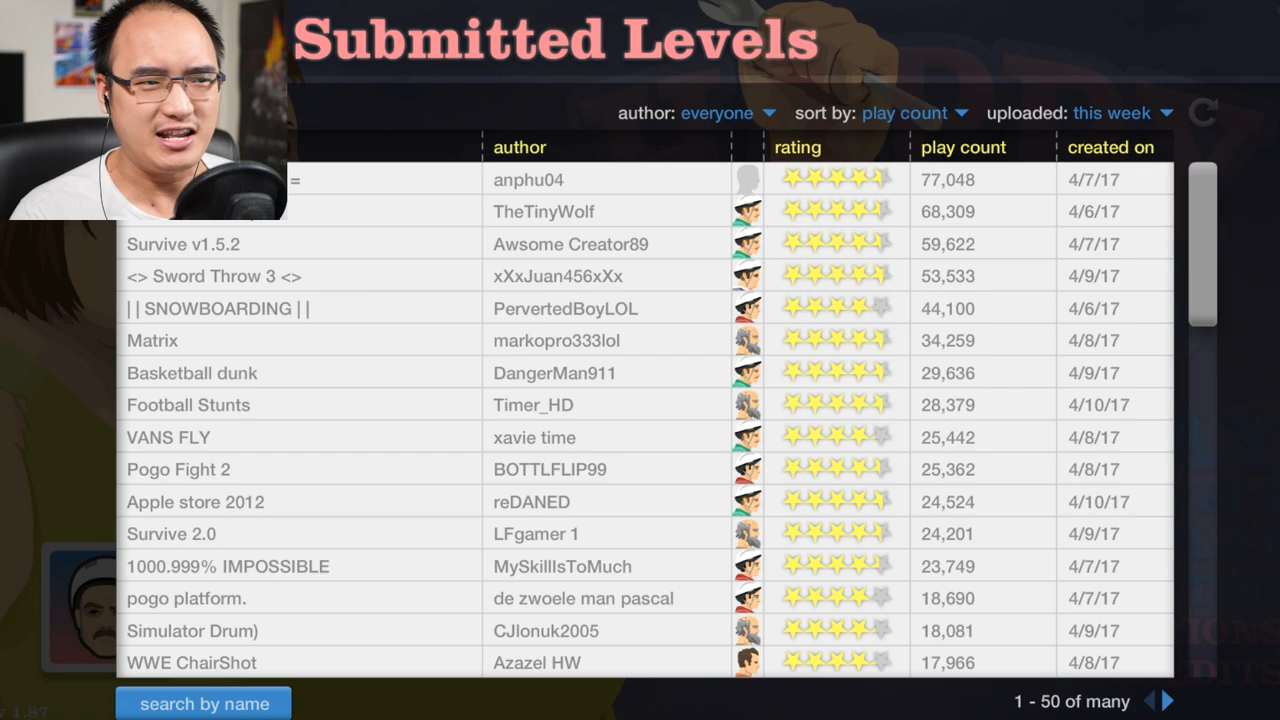 Submitted Levels
author: everyone sort by: play count uploaded: this week
author rating play count created on
= anphu04 77,048 4/7/17
TheTinyWolf 68,309 4/6/17
Survive v1.5.2 Awsome Creator89 59,622 4/7/17
<> Sword Throw 3 <> xXxJuan456xXx 53,533 4/9/17
| | SNOWBOARDING | | PervertedBoyLOL 44,100 4/6/17
Matrix markopro333lol 34,259 4/8/17
Basketball dunk DangerMan911 29,636 4/9/17
Football Stunts Timer_HD 28,379 4/10/17
VANS FLY xavie time 25,442 4/8/17
Pogo Fight 2 BOTTLFLIP99 25,362 4/8/17
Apple store 2012 reDANED 24,524 4/10/17
Survive 2.0 LFgamer 1 24,201 4/9/17
1000.999% IMPOSSIBLE MySkillIsToMuch 23,749 4/7/17
pogo platform. de zwoele man pascal 18,690 4/7/17
Simulator Drum) CJlonuk2005 18,081 4/9/17
WWE ChairShot Azazel HW 17,966 4/8/17
search by name 1 - 50 of many
1.87